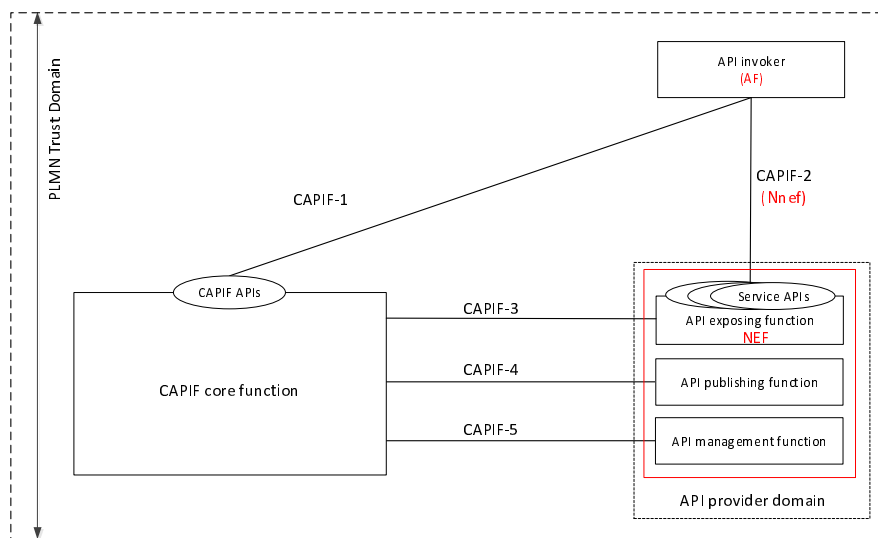 PLMN Trust Domain
API invoker
(AF)
CAPIF-1
CAPIF-2
(Nnef)
CAPIF APIs
CAPIF core function
CAPIF-3
CAPIF-4
CAPIF-5
Service APIs
API exposing function
NEF
API publishing function
API management function
API provider domain